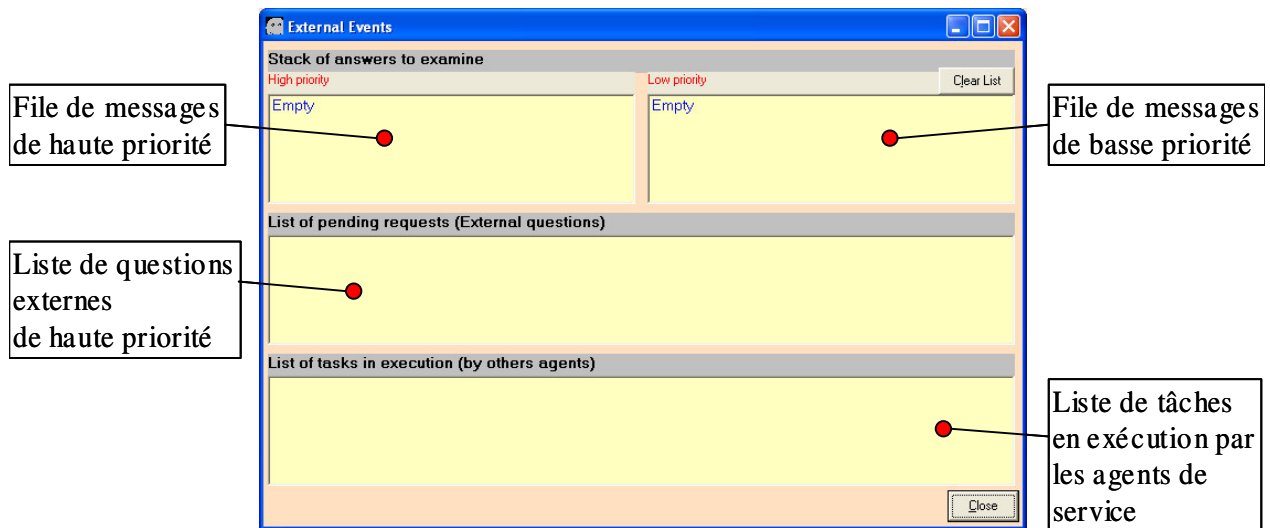 External Events
Stack of answers to examine
High priority
Low priority
Clear List
Empty
Empty
File de messages
de haute priorité
File de messages
de basse priorité
List of pending requests (External questions)
Liste de questions
externes
de haute priorité
List of tasks in execution (by others agents)
Liste de tâches
en exécution par
les agents de
service
Close